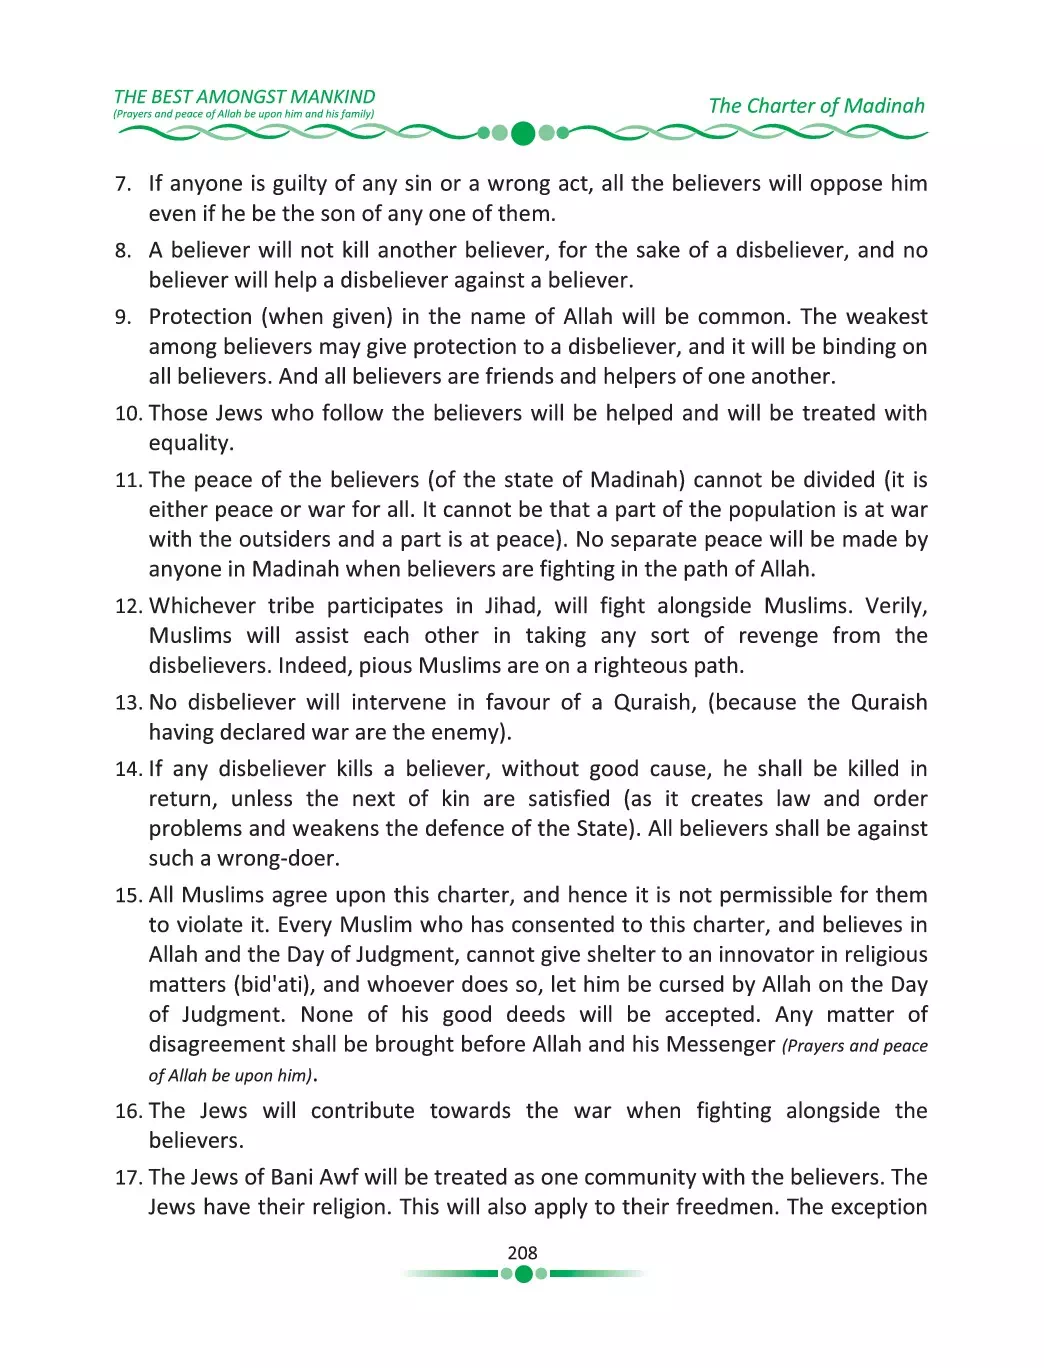 THE BEST AMONGST MANKIND
(Prayers and peace of Allah be upon him and his family)
The Charter of Madinah
7. If anyone is guilty of any sin or a wrong act, all the believers will oppose him
even if he be the son of any one of them.
8. A believer will not kill another believer, for the sake of a disbeliever, and no
believer will help a disbeliever against a believer.
9. Protection (when given) in the name of Allah will be common. The weakest
among believers may give protection to a disbeliever, and it will be binding on
all believers. And all believers are friends and helpers of one another.
10. Those Jews who follow the believers will be helped and will be treated with
equality.
11. The peace of the believers (of the state of Madinah) cannot be divided (it is
either peace or war for all. It cannot be that a part of the population is at war
with the outsiders and a part is at peace). No separate peace will be made by
anyone in Madinah when believers are fighting in the path of Allah.
12. Whichever tribe participates in Jihad, will fight alongside Muslims. Verily,
Muslims will assist each other in taking any sort of revenge from the
disbelievers. Indeed, pious Muslims are on a righteous path.
13. No disbeliever will intervene in favour of a Quraish, (because the Quraish
having declared war are the enemy).
14. If any disbeliever kills a believer, without good cause, he shall be killed in
return, unless the next of kin are satisfied (as it creates law and order
problems and weakens the defence of the State). All believers shall be against
such a wrong-doer.
15. All Muslims agree upon this charter, and hence it is not permissible for them
to violate it. Every Muslim who has consented to this charter, and believes in
Allah and the Day of Judgment, cannot give shelter to an innovator in religious
matters (bid'ati), and whoever does so, let him be cursed by Allah on the Day
of Judgment. None of his good deeds will be accepted. Any matter of
disagreement shall be brought before Allah and his Messenger (Prayers and peace
of Allah be upon him).
16. The Jews will contribute towards the war when fighting alongside the
believers.
17. The Jews of Bani Awf will be treated as one community with the believers. The
Jews have their religion. This will also apply to their freedmen. The exception
208